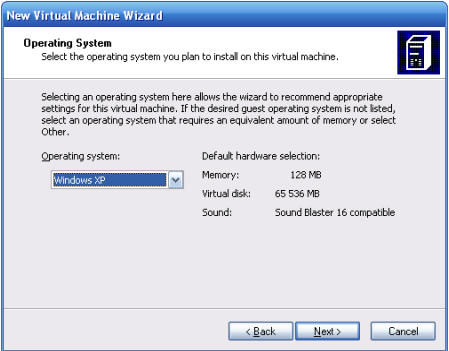 New Virtual Machine Wizard
Operating System
Select the operating system you plan to install on this virtual machine.
Selecting an operating system here allows the wizard to recommend appropriate
settings for this virtual machine. If the desired guest operating system is not listed,
select an operating system that requires an equivalent amount of memory or select
Other.
Operating system:
Windows XP
Default hardware selection:
Memory: 128 MB
Virtual disk: 65 536 MB
Sound: Sound Blaster 16 compatible
< Back Next > Cancel